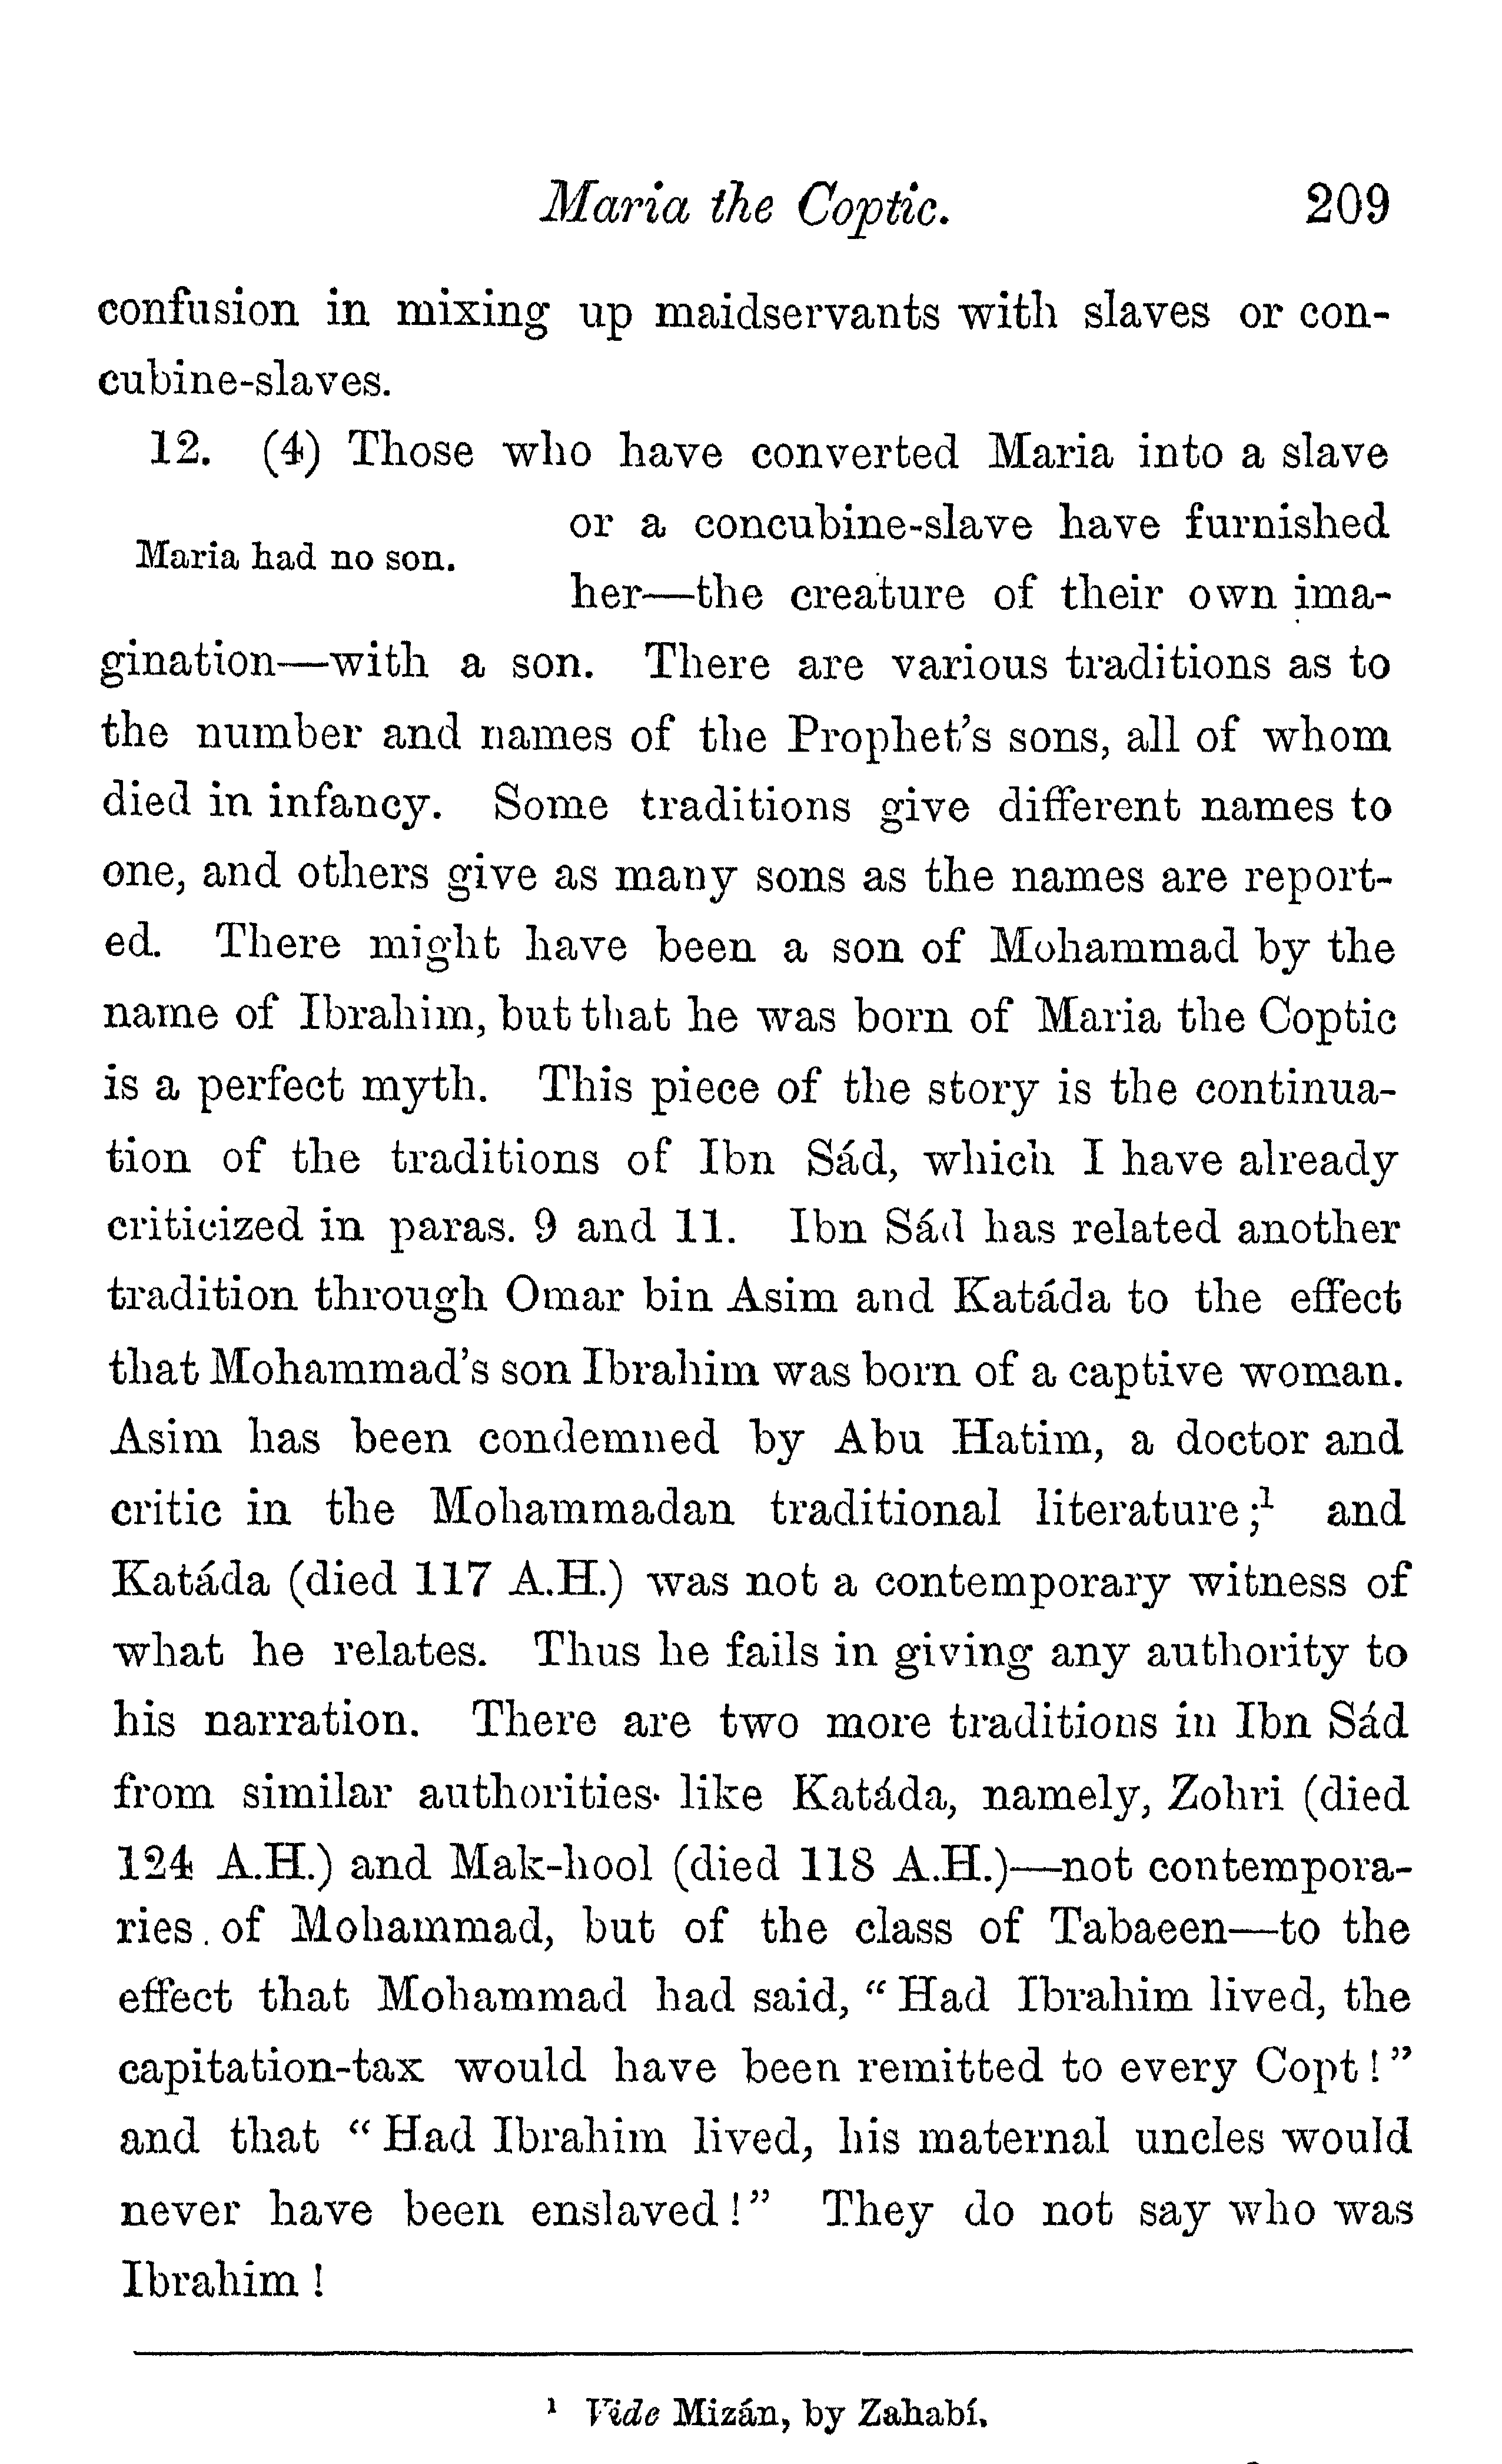 Maria the Coptic. 209
confusion in mixing up maidservants with slaves or con-
cubine-slaves.
12. (4) Those who have converted Maria into a slave
or a concubine-slave have furnished
Maria had no son.
her—the creature of their own ima-
gination—with a son. There are various traditions as to
the number and names of the Prophet's sons, all of whom
died in infancy. Some traditions give different names to
one, and others give as many sons as the names are report-
ed. There might have been a son of Mohammad by the
name of Ibrahim, but that he was born of Maria the Coptic
is a perfect myth. This piece of the story is the continua-
tion of the traditions of Ibn Sád, which I have already
criticized in paras. 9 and 11. Ibn Sád has related another
tradition through Omar bin Asim and Katáda to the effect
that Mohammad's son Ibrahim was born of a captive woman.
Asim has been condemned by Abu Hatim, a doctor and
critic in the Mohammadan traditional literature;¹ and
Katáda (died 117 A.H.) was not a contemporary witness of
what he relates. Thus he fails in giving any authority to
his narration. There are two more traditions in Ibn Sád
from similar authorities like Katáda, namely, Zohri (died
124 A.H.) and Mak-hool (died 118 A.H.)—not contempora-
ries of Mohammad, but of the class of Tabaeen—to the
effect that Mohammad had said, "Had Ibrahim lived, the
capitation-tax would have been remitted to every Copt!"
and that "Had Ibrahim lived, his maternal uncles would
never have been enslaved!" They do not say who was
Ibrahim!
¹ Vide Mizán, by Zahabí.